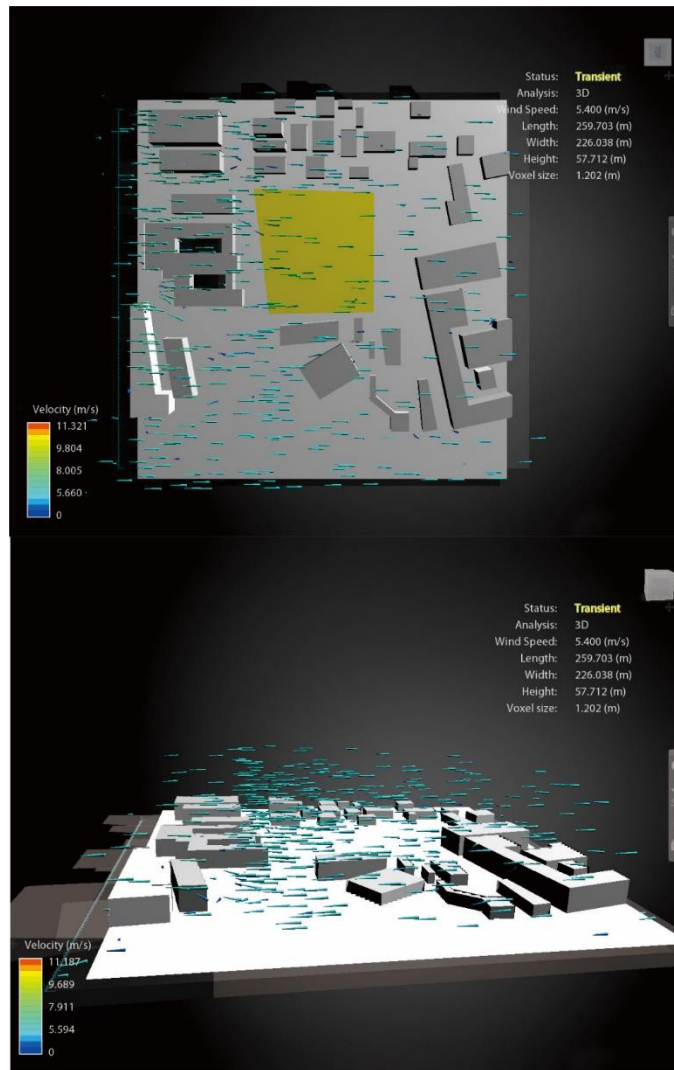 Status: Transient
Analysis: 3D
Wind Speed: 5.400 (m/s)
Length: 259.703 (m)
Width: 226.038 (m)
Height: 57.712 (m)
Voxel size: 1.202 (m)
Velocity (m/s)
11.321
9.804
8.005
5.660
0
Status: Transient
Analysis: 3D
Wind Speed: 5.400 (m/s)
Length: 259.703 (m)
Width: 226.038 (m)
Height: 57.712 (m)
Voxel size: 1.202 (m)
Velocity (m/s)
11.187
9.689
7.911
5.594
0